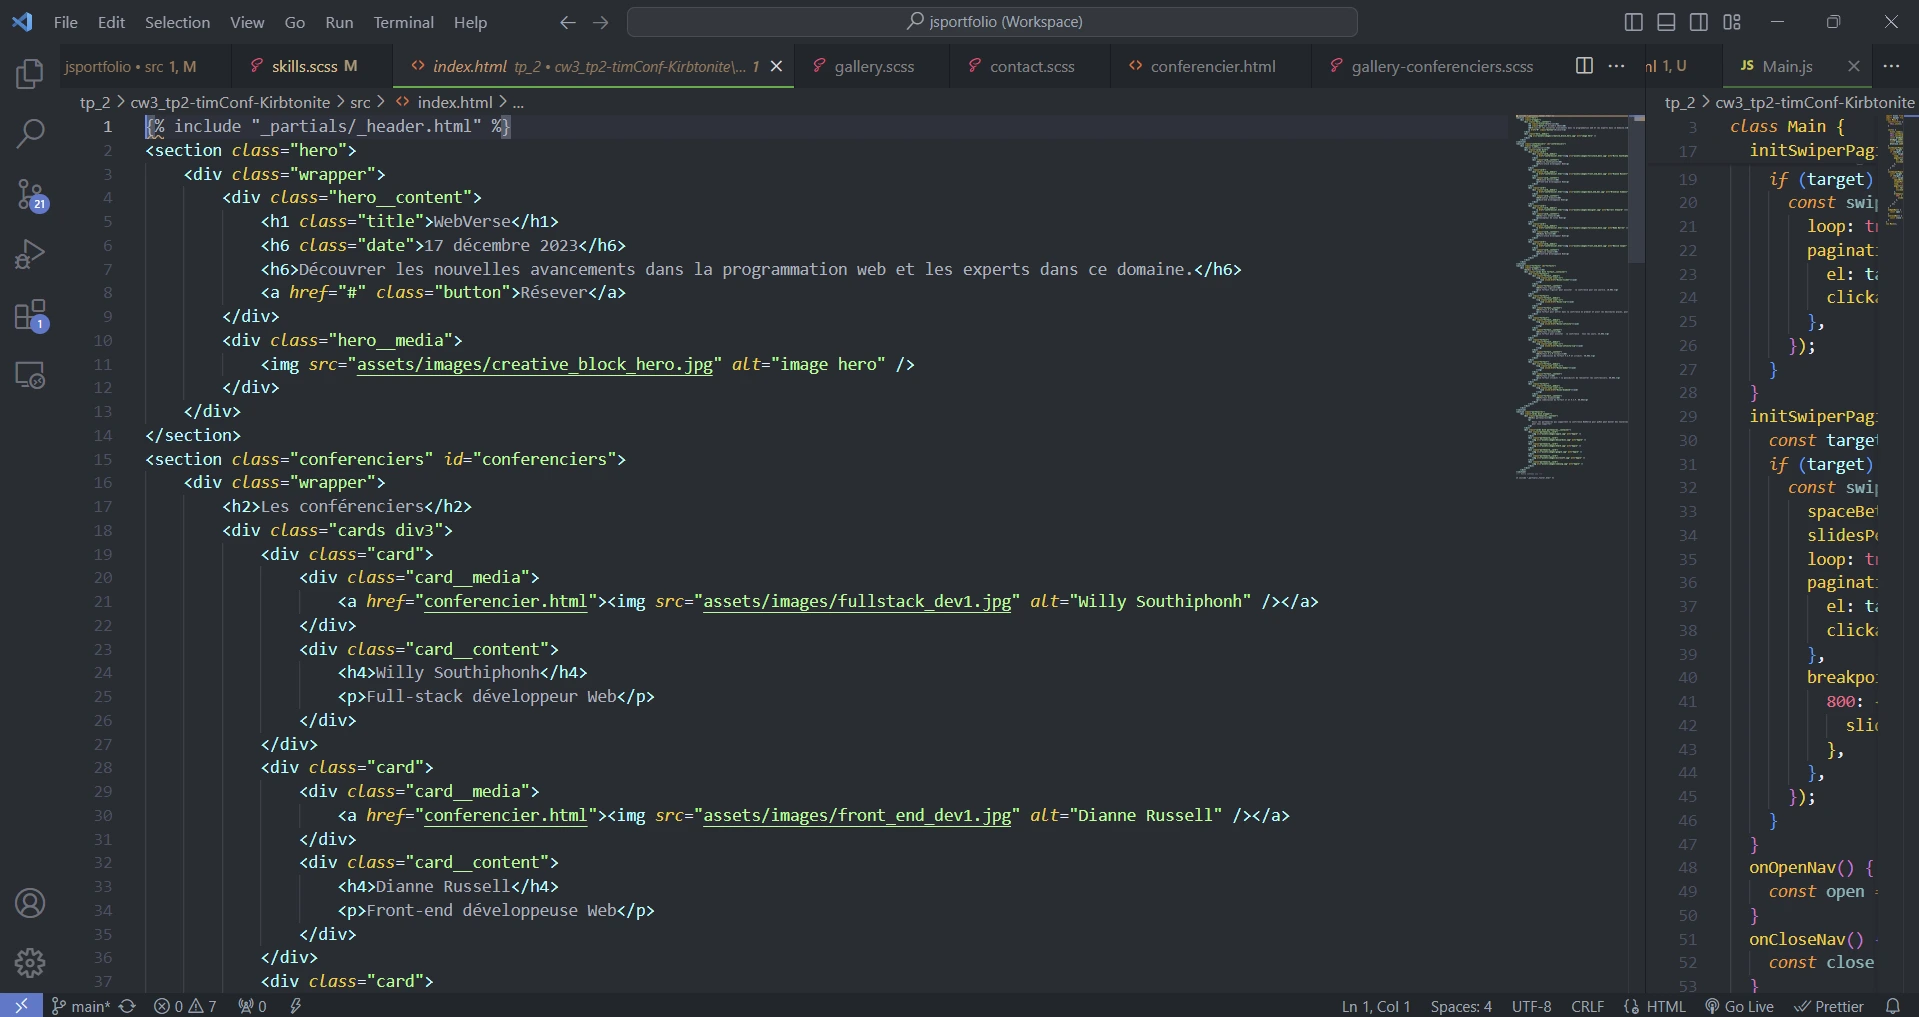 File Edit Selection View Go Run Terminal Help
jsportfolio (Workspace)
jsportfolio • src 1, M
skills.scss M
index.html tp_2 • cw3_tp2-timConf-Kirbtonite\... 1
gallery.scss
contact.scss
conferencier.html
gallery-conferenciers.scss
1, U
JS Main.js
tp_2 > cw3_tp2-timConf-Kirbtonite > src > index.html > ...
1 {% include "_partials/_header.html" %}
2 <section class="hero">
3 <div class="wrapper">
4 <div class="hero__content">
5 <h1 class="title">WebVerse</h1>
6 <h6 class="date">17 décembre 2023</h6>
7 <h6>Découvrer les nouvelles avancements dans la programmation web et les experts dans ce domaine.</h6>
8 <a href="#" class="button">Résever</a>
9 </div>
10 <div class="hero__media">
11 <img src="assets/images/creative_block_hero.jpg" alt="image hero" />
12 </div>
13 </div>
14 </section>
15 <section class="conferenciers" id="conferenciers">
16 <div class="wrapper">
17 <h2>Les conférenciers</h2>
18 <div class="cards div3">
19 <div class="card">
20 <div class="card__media">
21 <a href="conferencier.html"><img src="assets/images/fullstack_dev1.jpg" alt="Willy Southiphonh" /></a>
22 </div>
23 <div class="card__content">
24 <h4>Willy Southiphonh</h4>
25 <p>Full-stack développeur Web</p>
26 </div>
27 </div>
28 <div class="card">
29 <div class="card__media">
30 <a href="conferencier.html"><img src="assets/images/front_end_dev1.jpg" alt="Dianne Russell" /></a>
31 </div>
32 <div class="card__content">
33 <h4>Dianne Russell</h4>
34 <p>Front-end développeuse Web</p>
35 </div>
36 </div>
37 <div class="card">
tp_2 > cw3_tp2-timConf-Kirbtonite
3 class Main {
17 initSwiperPag
19 if (target)
20 const swi
21 loop: t
22 paginat
23 el: ta
24 click
25 },
26 });
27 }
28 }
29 initSwiperPag
30 const target
31 if (target)
32 const swi
33 spaceBe
34 slidesP
35 loop: t
36 paginat
37 el: ta
38 click
39 },
40 breakpo
41 800:
42 slid
43 },
44 },
45 });
46 }
47 }
48 onOpenNav() {
49 const open =
50 }
51 onCloseNav()
52 const close
53 }
21
1
main* 0 7 0
Ln 1, Col 1 Spaces: 4 UTF-8 CRLF {} HTML Go Live Prettier